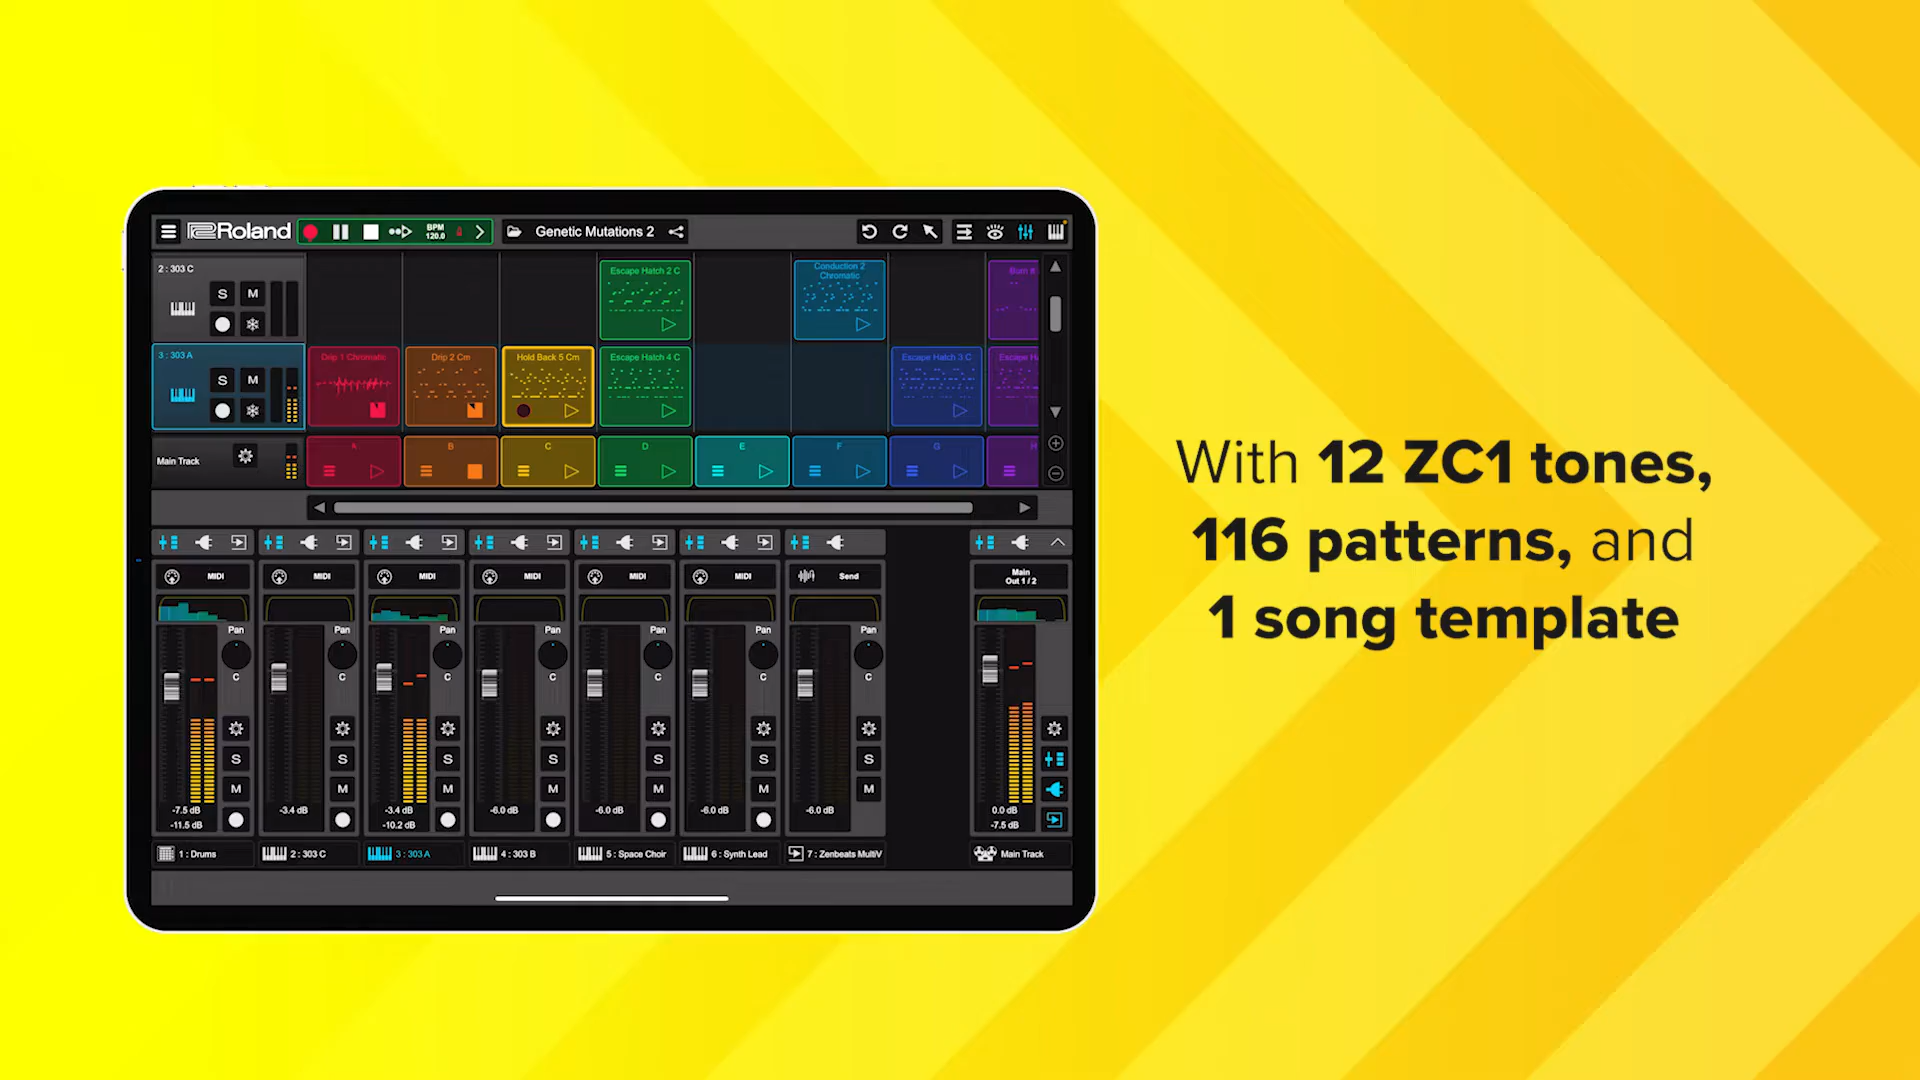 Roland
BPM
120.0
Genetic Mutations 2
2 : 303 C
S M
Escape Hatch 2 C
Conduction 2
Chromatic
3 : 303 A
S M
Drip 1 Chromatic
Drip 2 Cm
Hold Back 5 Cm
Escape Hatch 4 C
Escape Hatch 3 C
Main Track
A B C D E F G H
MIDI MIDI MIDI MIDI MIDI MIDI Send
Main
Out 1 / 2
Pan Pan Pan Pan Pan Pan Pan
C C C C C C C
S S S S S S S
M M M M M M M
-7.5 dB -3.4 dB -3.4 dB -6.0 dB -6.0 dB -6.0 dB -6.0 dB 0.0 dB
-11.5 dB -10.2 dB -7.5 dB
1 : Drums 2 : 303 C 3 : 303 A 4 : 303 B 5 : Space Choir 6 : Synth Lead 7 : Zenbeats MultiV Main Track
With 12 ZC1 tones,
116 patterns, and
1 song template